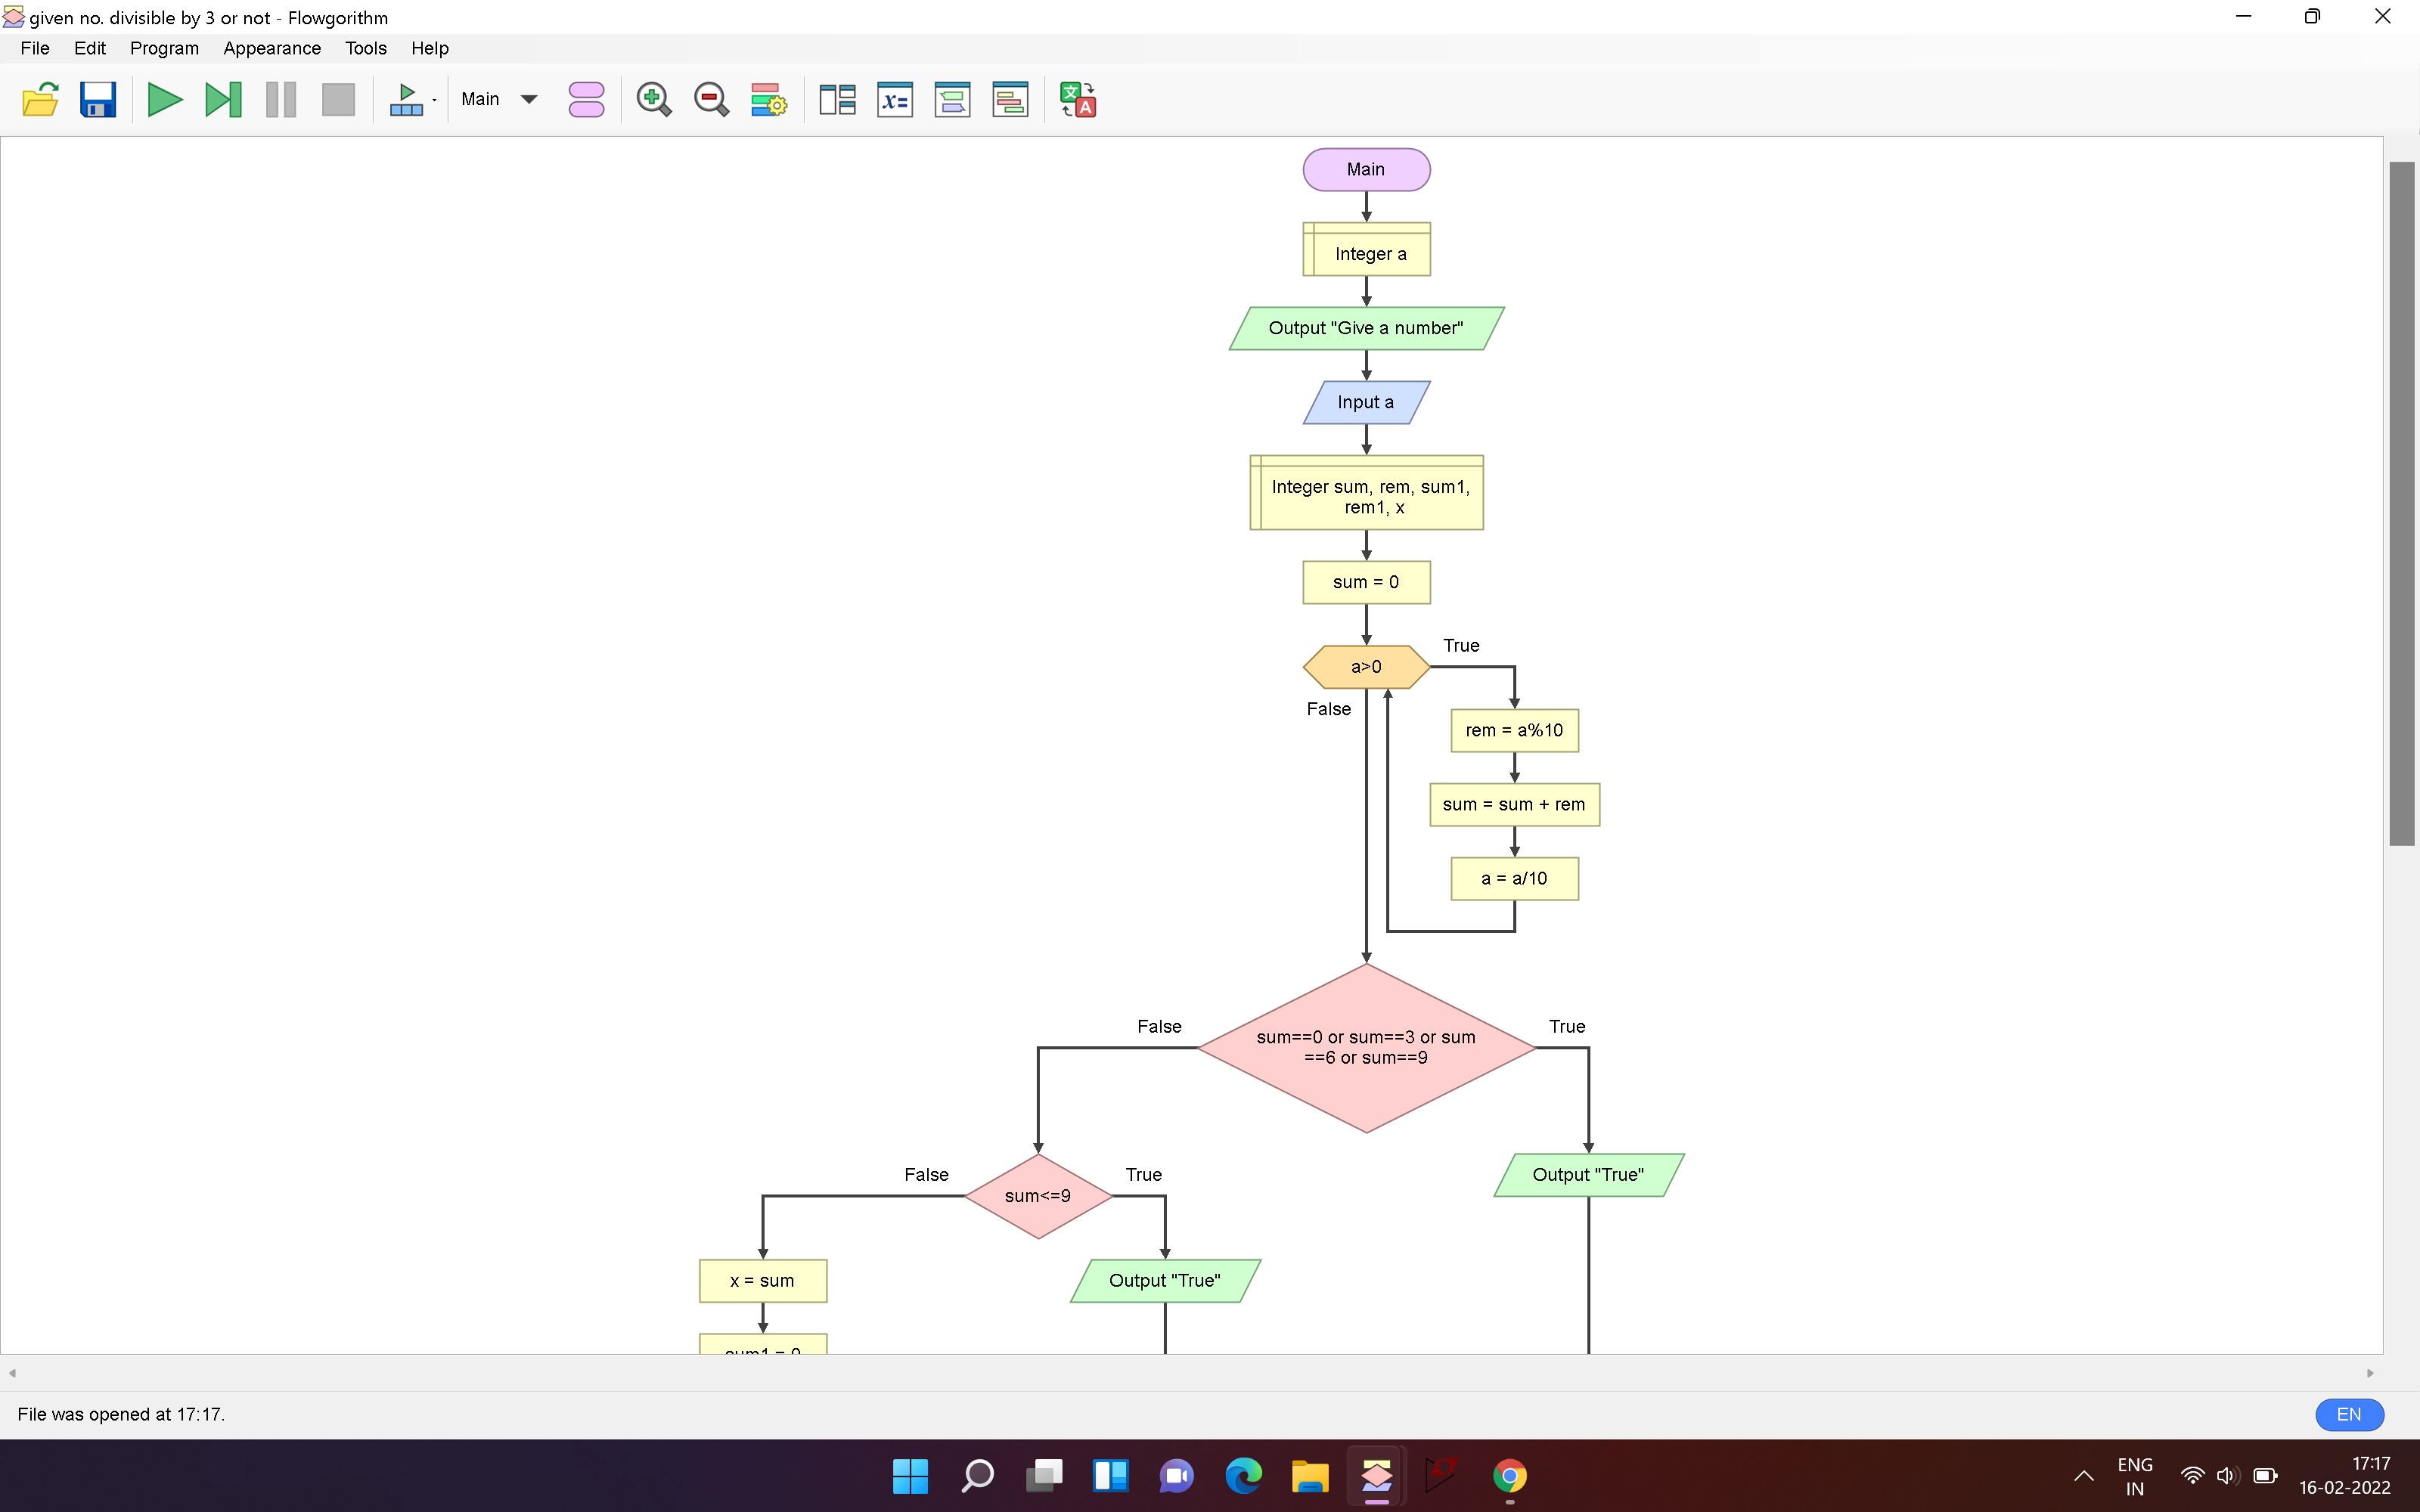 given no. divisible by 3 or not - Flowgorithm
File Edit Program Appearance Tools Help
Main
x=
文
A
Main
Integer a
Output "Give a number"
Input a
Integer sum, rem, sum1,
rem1, x
sum = 0
a>0
True
False
rem = a%10
sum = sum + rem
a = a/10
sum==0 or sum==3 or sum
==6 or sum==9
False
True
Output "True"
sum<=9
False
True
x = sum
Output "True"
File was opened at 17:17.
EN
LT
ENG
IN
17:17
16-02-2022